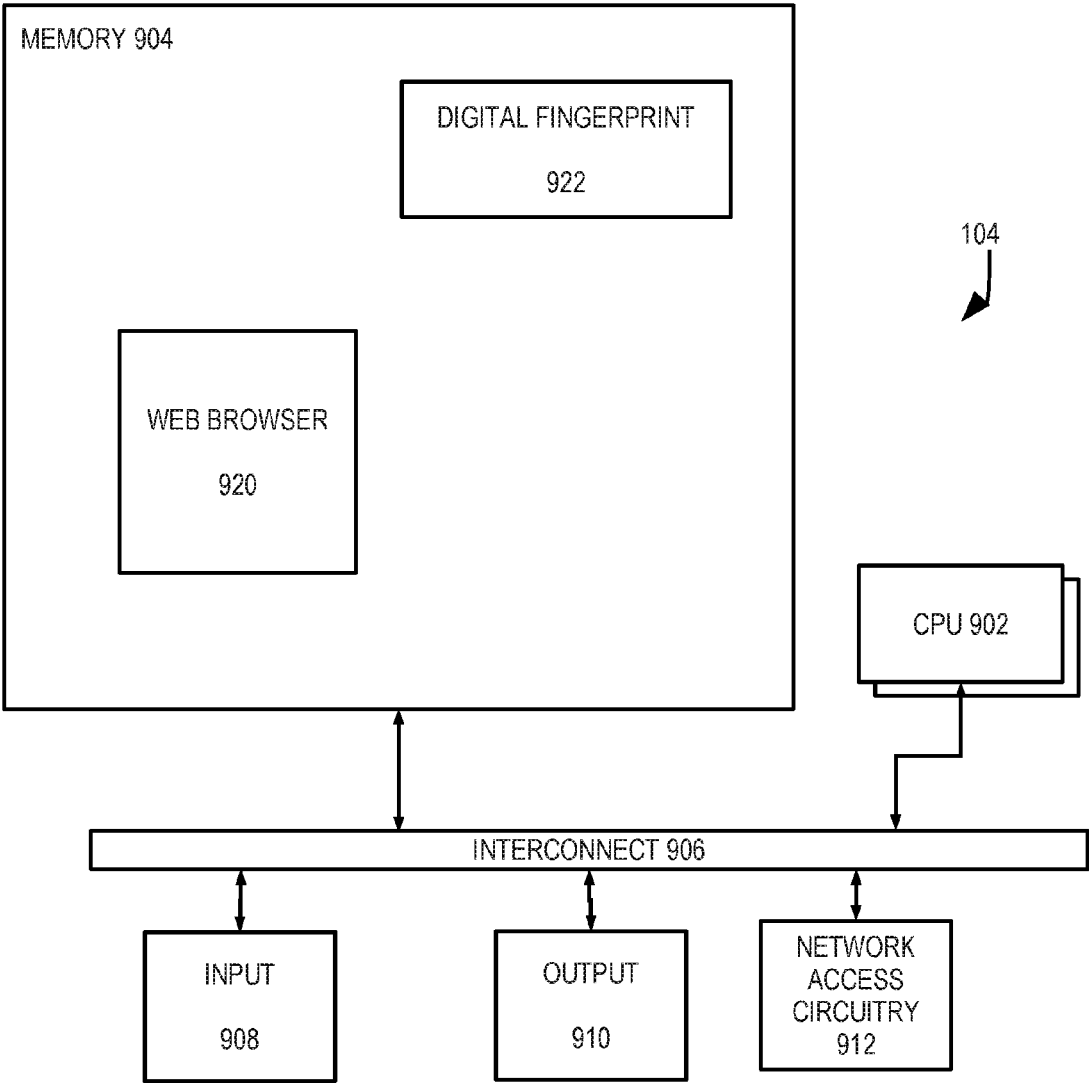 MEMORY 904
DIGITAL FINGERPRINT
922
104
WEB BROWSER
920
CPU 902
INTERCONNECT 906
INPUT
908
OUTPUT
910
NETWORK
ACCESS
CIRCUITRY
912